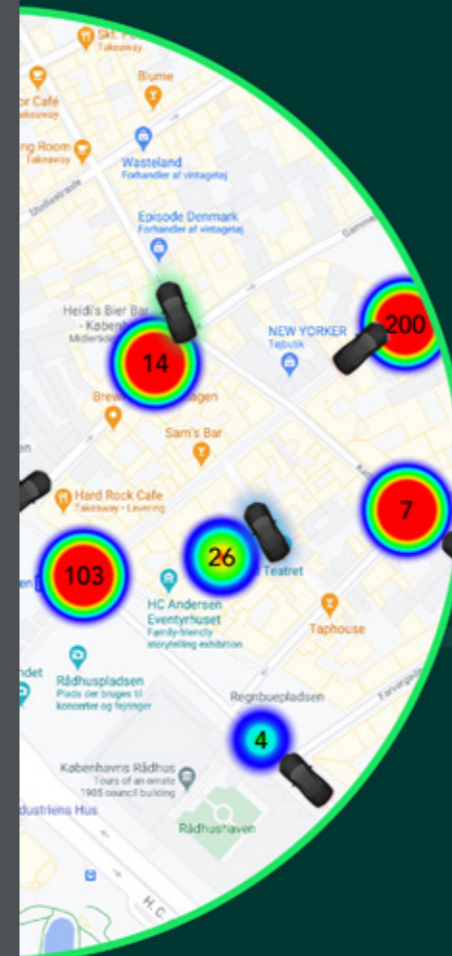 Takeaway
Blume
or Café
ng Room
Takeaway
Wasteland
Forhandler af vintagetøj
Studiestræde
Episode Denmark
Forhandler af vintagetøj
Heidi's Bier Bar
200
NEW YORKER
Tøjbutik
14
Sam's Bar
Hard Rock Cafe
Takeaway • Levering
7
26
103
Teatret
HC Andersen
Eventyrhuset
Family-friendly
storytelling exhibition
Taphouse
Rådhuspladsen
Plads der bruges til
koncerter og fejringer
Regnbuepladsen
4
Københavns Rådhus
Tours of an ornate
1905 council building
dustriens Hus
Rådhushaven
H. C.